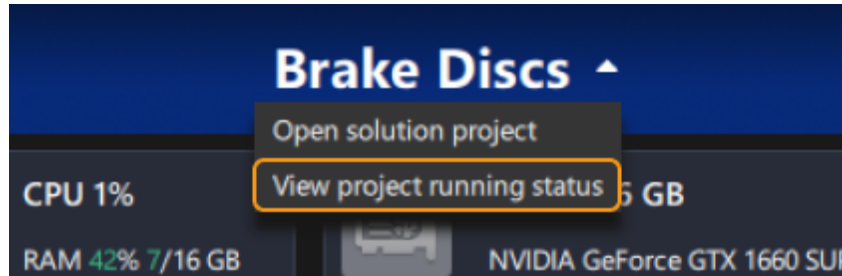 Brake Discs
Open solution project
View project running status
CPU 1%
GB
RAM 42% 7/16 GB
NVIDIA GeForce GTX 1660